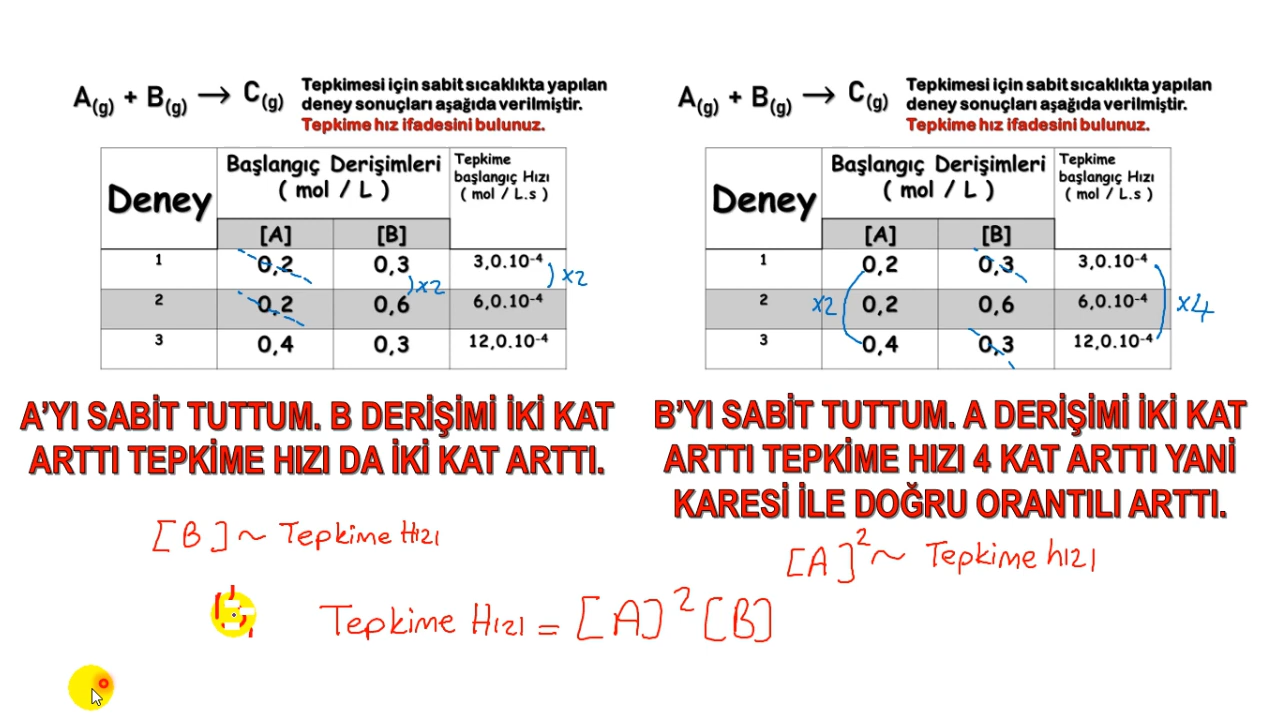 A(g) + B(g) → C(g) Tepkimesi için sabit sıcaklıkta yapılan
deney sonuçları aşağıda verilmiştir.
Tepkime hız ifadesini bulunuz.
Deney Başlangıç Derişimleri ( mol / L ) Tepkime başlangıç Hızı ( mol / L.s )
[A] [B]
1 0,2 0,3 3,0.10⁻⁴
)x2 )x2
2 0,2 0,6 6,0.10⁻⁴
3 0,4 0,3 12,0.10⁻⁴
A'YI SABİT TUTTUM. B DERİŞİMİ İKİ KAT
ARTTI TEPKİME HIZI DA İKİ KAT ARTTI.
[B] ~ Tepkime Hızı
A(g) + B(g) → C(g) Tepkimesi için sabit sıcaklıkta yapılan
deney sonuçları aşağıda verilmiştir.
Tepkime hız ifadesini bulunuz.
Deney Başlangıç Derişimleri ( mol / L ) Tepkime başlangıç Hızı ( mol / L.s )
[A] [B]
1 0,2 0,3 3,0.10⁻⁴
2 x2 0,2 0,6 6,0.10⁻⁴ x4
3 0,4 0,3 12,0.10⁻⁴
B'YI SABİT TUTTUM. A DERİŞİMİ İKİ KAT
ARTTI TEPKİME HIZI 4 KAT ARTTI YANİ
KARESİ İLE DOĞRU ORANTILI ARTTI.
[A]² ~ Tepkime hızı
Tepkime Hızı = [A]² [B]